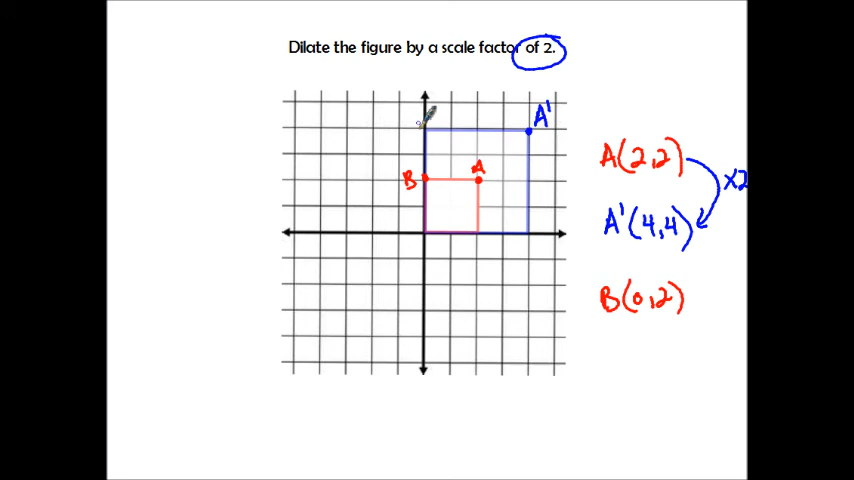 Dilate the figure by a scale factor of 2.
A'
B A
A(2,2)
x2
A'(4,4)
B(0,2)